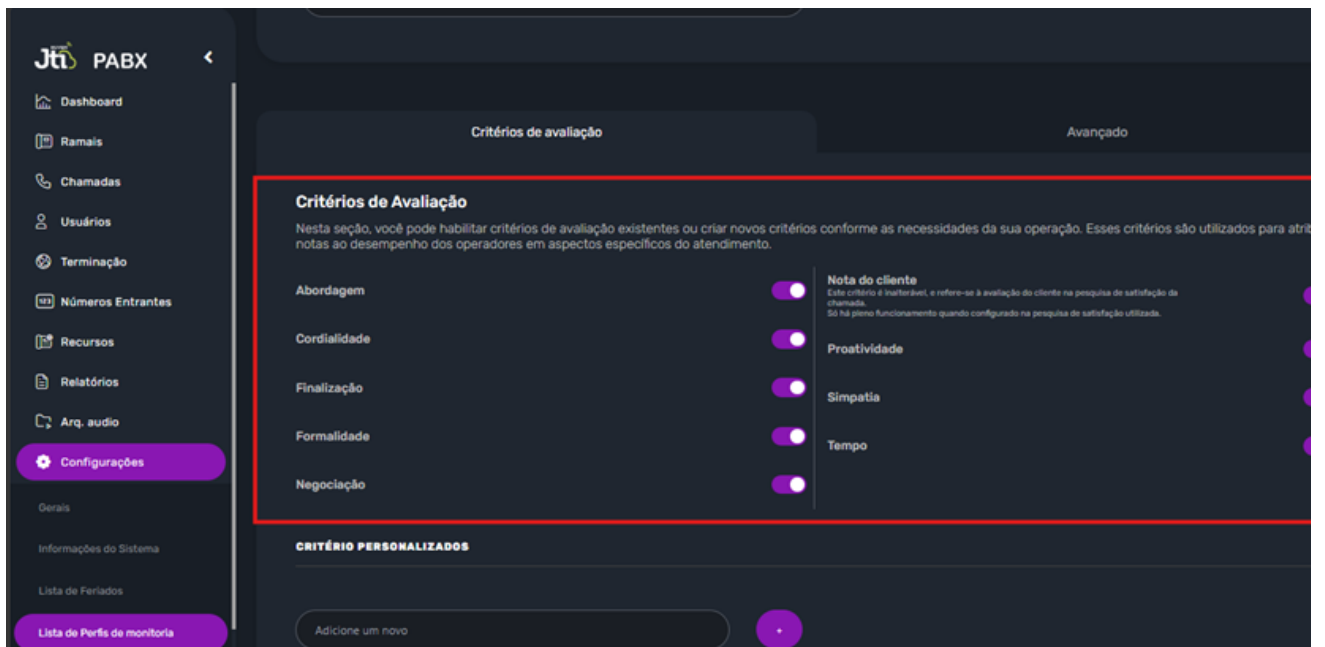 Jti PABX
Dashboard
Ramais
Chamadas
Usuários
Terminação
123 Números Entrantes
Recursos
Relatórios
Arq. audio
Configurações
Gerais
Informações do Sistema
Lista de Feriados
Lista de Perfis de monitoria
Critérios de avaliação
Avançado
Critérios de Avaliação
Nesta seção, você pode habilitar critérios de avaliação existentes ou criar novos critérios conforme as necessidades da sua operação. Esses critérios são utilizados para atrib
notas ao desempenho dos operadores em aspectos específicos do atendimento.
Abordagem
Cordialidade
Finalização
Formalidade
Negociação
Nota do cliente
Este critério é inalterável, e refere-se à avaliação do cliente na pesquisa de satisfação da
chamada.
Só há pleno funcionamento quando configurado na pesquisa de satisfação utilizada.
Proatividade
Simpatia
Tempo
CRITÉRIO PERSONALIZADOS
Adicione um novo
+